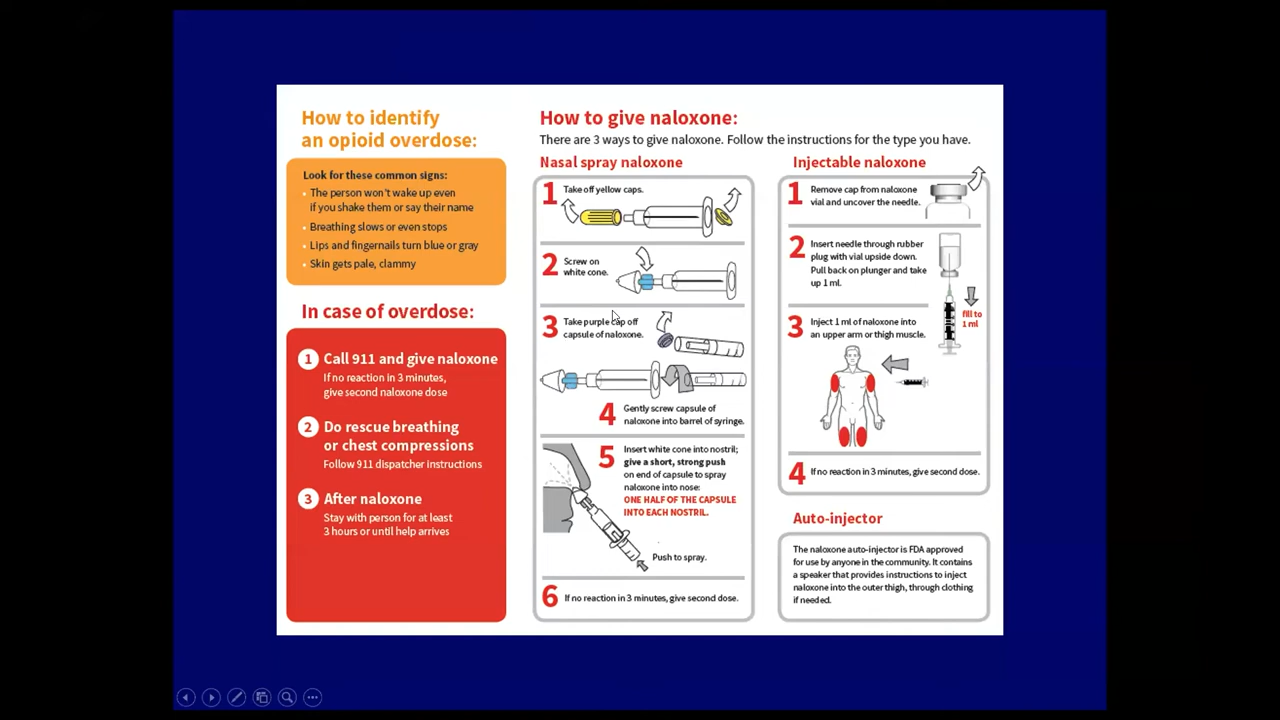 How to identify
an opioid overdose:
Look for these common signs:
• The person won't wake up even
if you shake them or say their name
• Breathing slows or even stops
• Lips and fingernails turn blue or gray
• Skin gets pale, clammy
In case of overdose:
1 Call 911 and give naloxone
If no reaction in 3 minutes,
give second naloxone dose
2 Do rescue breathing
or chest compressions
Follow 911 dispatcher instructions
3 After naloxone
Stay with person for at least
3 hours or until help arrives
How to give naloxone:
There are 3 ways to give naloxone. Follow the instructions for the type you have.
Nasal spray naloxone
1 Take off yellow caps.
2 Screw on
white cone.
3 Take purple cap off
capsule of naloxone.
4 Gently screw capsule of
naloxone into barrel of syringe.
5 Insert white cone into nostril;
give a short, strong push
on end of capsule to spray
naloxone into nose:
ONE HALF OF THE CAPSULE
INTO EACH NOSTRIL.
Push to spray.
6 If no reaction in 3 minutes, give second dose.
Injectable naloxone
1 Remove cap from naloxone
vial and uncover the needle.
2 Insert needle through rubber
plug with vial upside down.
Pull back on plunger and take
up 1 ml.
fill to
1 ml
3 Inject 1 ml of naloxone into
an upper arm or thigh muscle.
4 If no reaction in 3 minutes, give second dose.
Auto-injector
The naloxone auto-injector is FDA approved
for use by anyone in the community. It contains
a speaker that provides instructions to inject
naloxone into the outer thigh, through clothing
if needed.